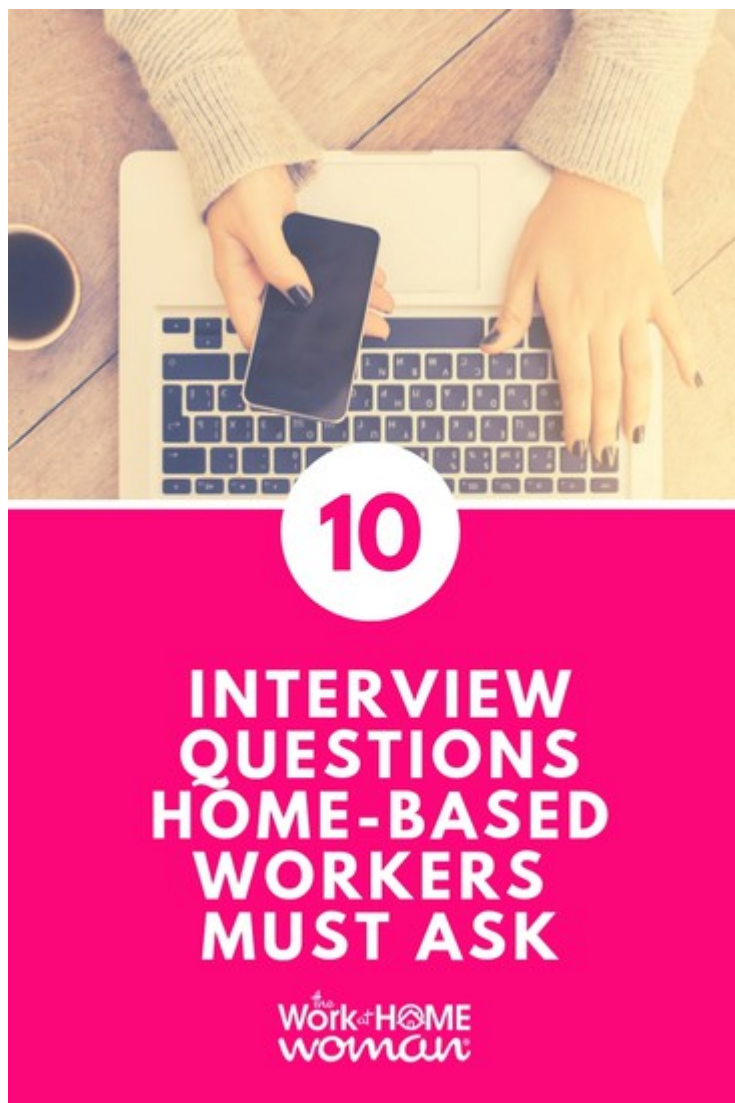 10
INTERVIEW
QUESTIONS
HOME-BASED
WORKERS
MUST ASK
the
Work at HOME
woman®